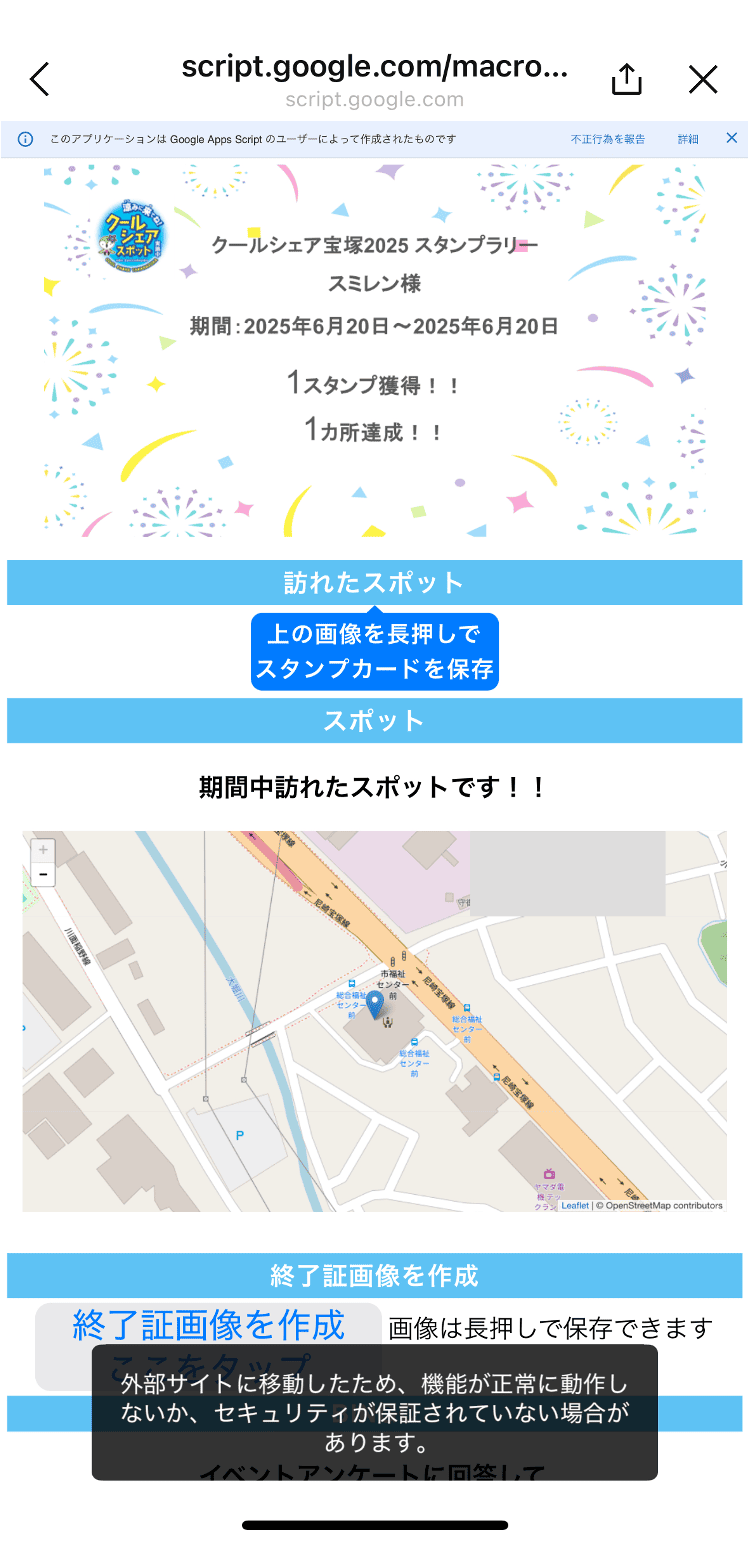 script.google.com/macro...
script.google.com
このアプリケーションは Google Apps Script のユーザーによって作成されたものです
不正行為を報告
詳細
クール
シェア
スポット
クールシェア宝塚2025 スタンプラリー
スミレン様
期間：2025年6月20日～2025年6月20日
1スタンプ獲得！！
1カ所達成！！
訪れたスポット
上の画像を長押しで
スタンプカードを保存
スポット
期間中訪れたスポットです！！
+
-
尼崎宝塚線
川面稲野線
大堀川
市福祉
センター
前
総合福祉
センター
前
尼崎宝塚線
総合福祉
センター
前
総合福祉
センター
前
尼崎宝塚線
P
ヤマダ電
機 テッ
クラン
Leaflet | © OpenStreetMap contributors
終了証画像を作成
終了証画像を作成
ここをタップ
画像は長押しで保存できます
外部サイトに移動したため、機能が正常に動作し
ないか、セキュリティが保証されていない場合が
あります。
イベントアンケートに回答して